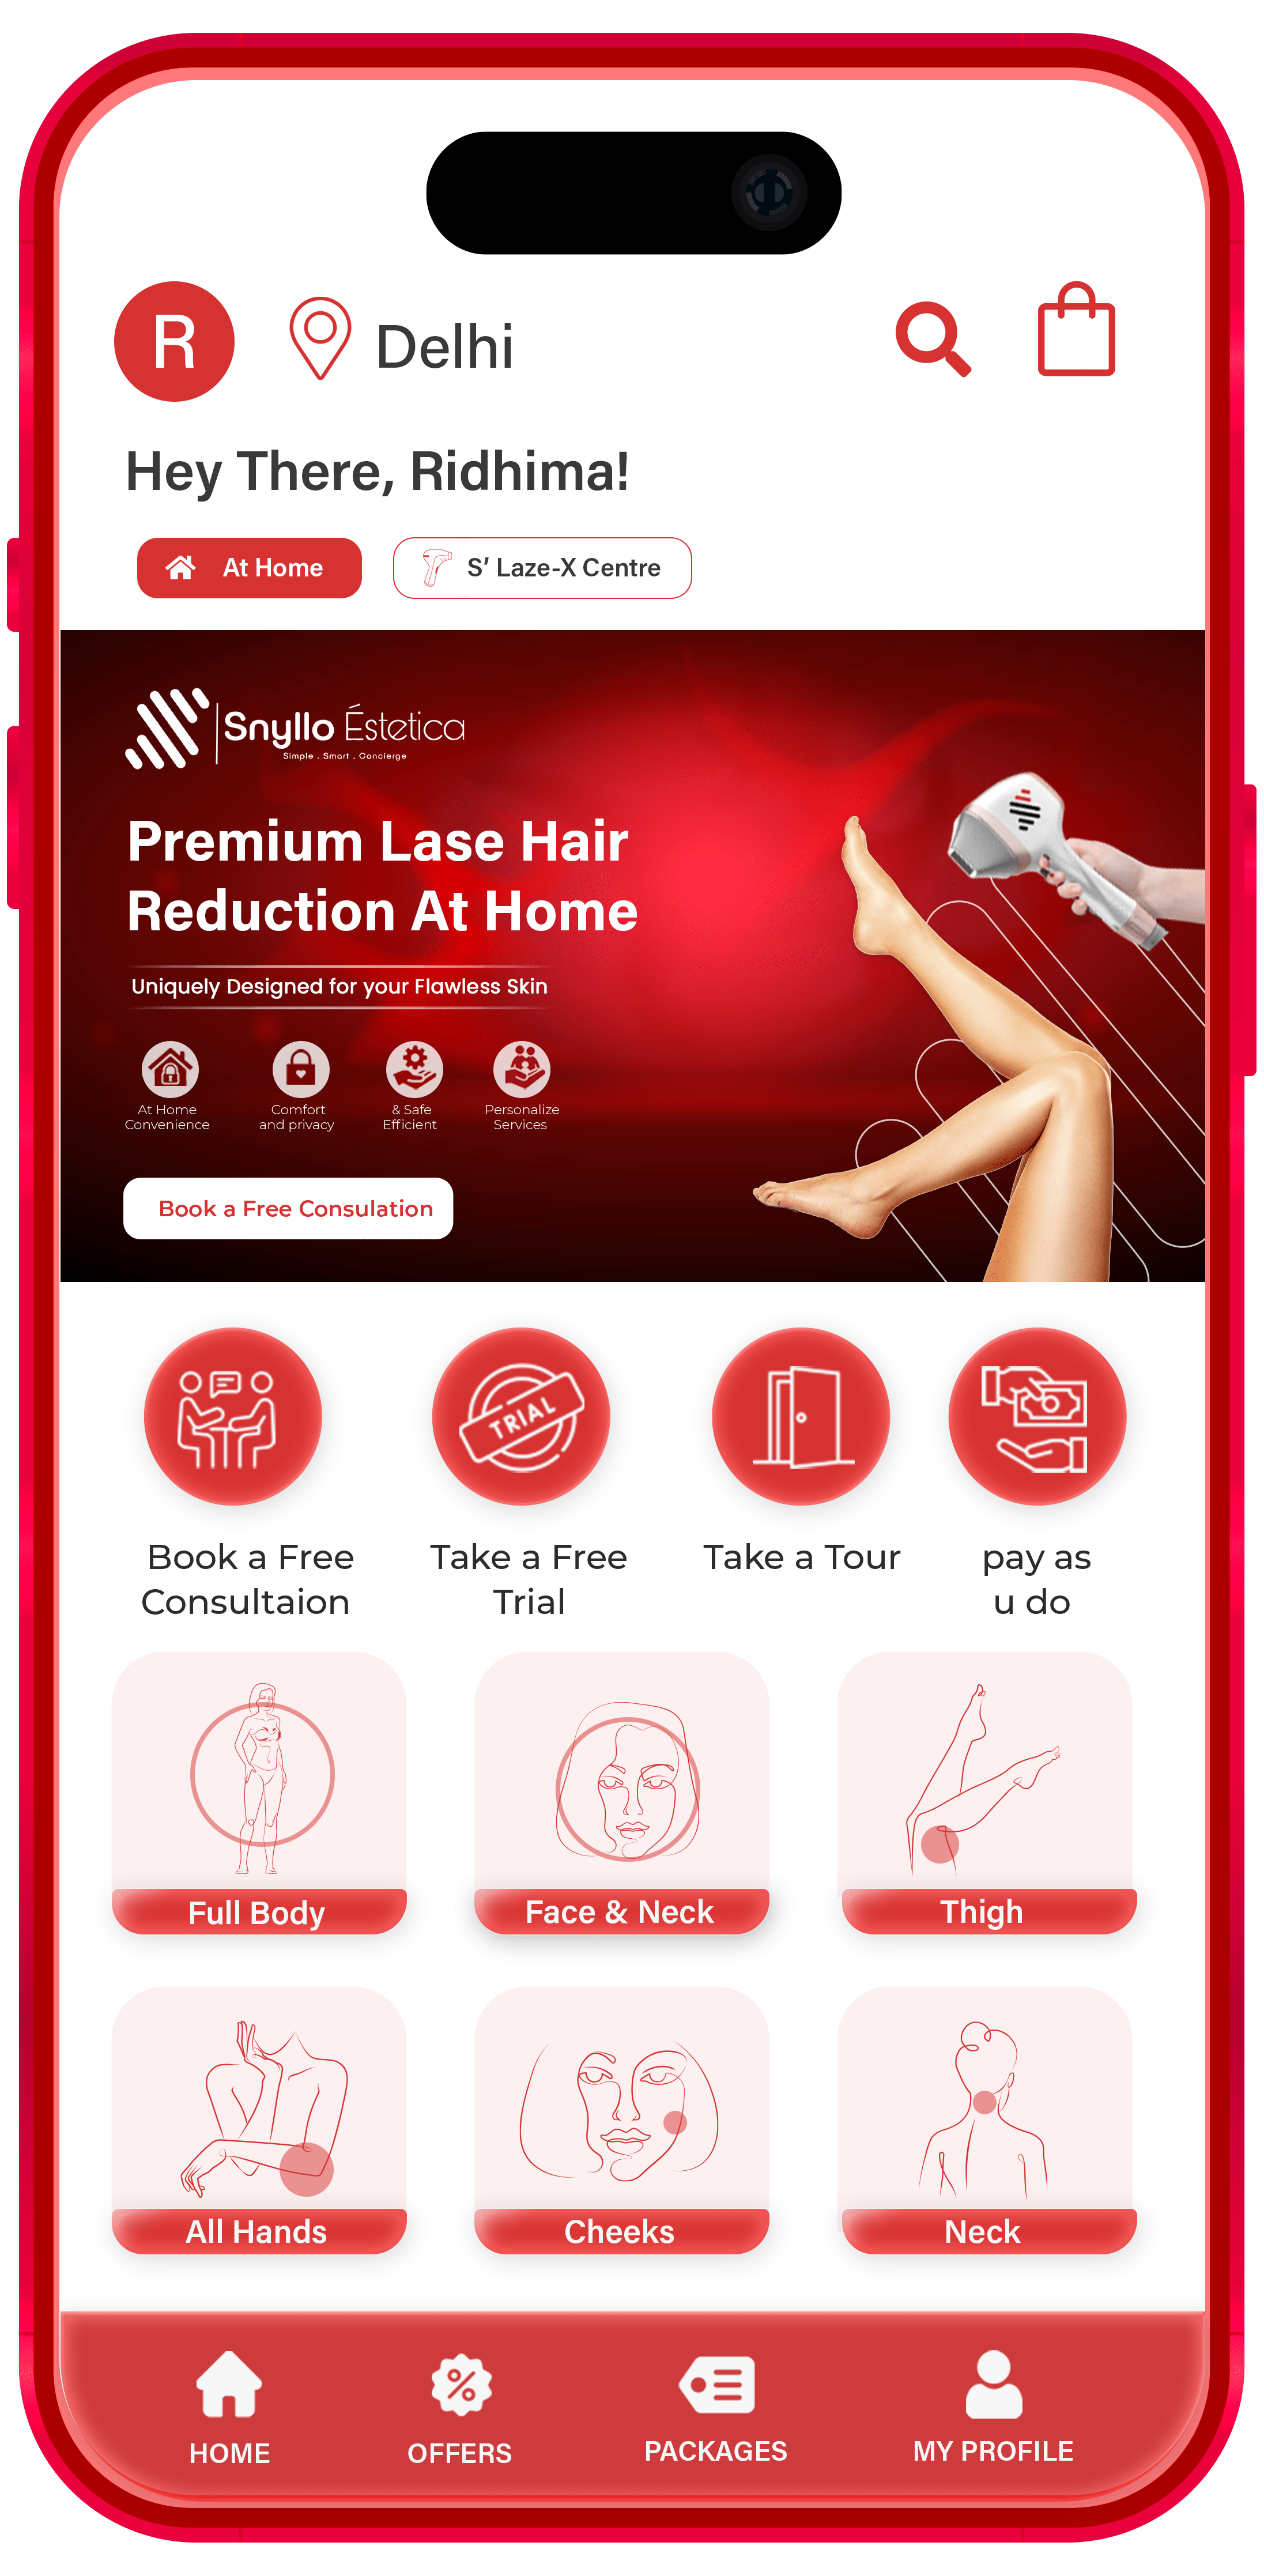 R
Delhi
Hey There, Ridhima!
At Home
S' Laze-X Centre
Snyllo Éstetica
Simple . Smart . Concierge
Premium Lase Hair
Reduction At Home
Uniquely Designed for your Flawless Skin
At Home
Convenience
Comfort
and privacy
& Safe
Efficient
Personalize
Services
Book a Free Consulation
TRIAL
Book a Free
Consultaion
Take a Free
Trial
Take a Tour
pay as
u do
Full Body
Face & Neck
Thigh
All Hands
Cheeks
Neck
HOME
OFFERS
PACKAGES
MY PROFILE